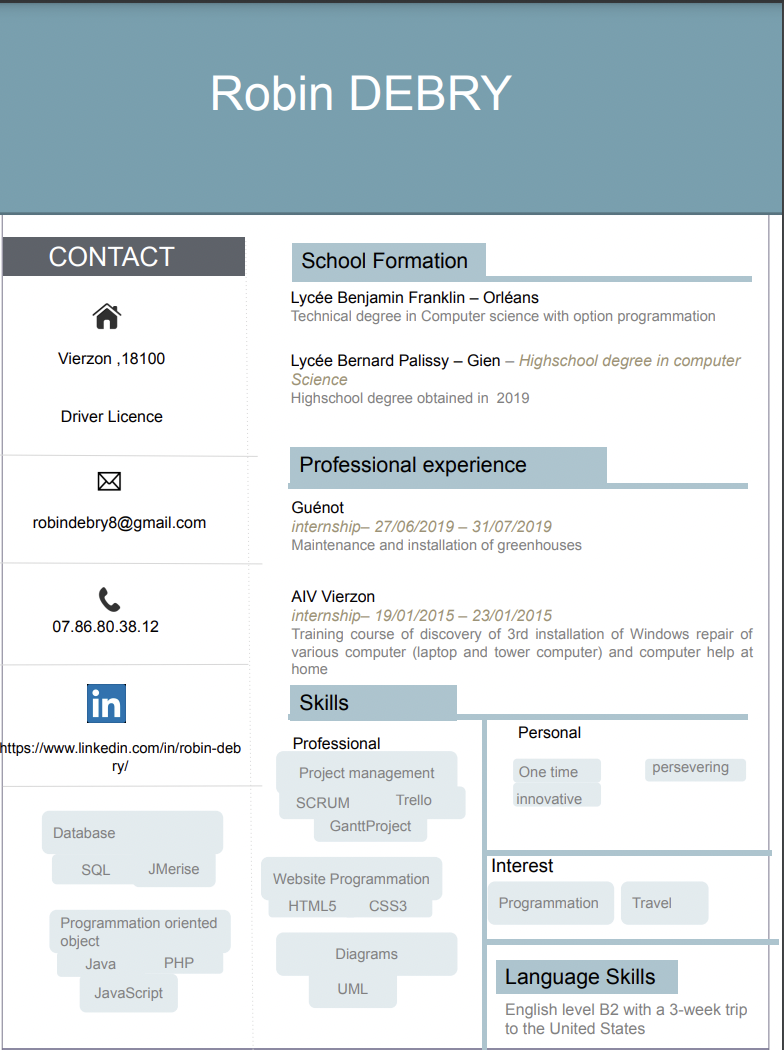 Robin DEBRY
CONTACT
Vierzon ,18100
Driver Licence
robindebry8@gmail.com
07.86.80.38.12
in
https://www.linkedin.com/in/robin-deb
ry/
Database
SQL JMerise
Programmation oriented
object
Java PHP
JavaScript
School Formation
Lycée Benjamin Franklin – Orléans
Technical degree in Computer science with option programmation
Lycée Bernard Palissy – Gien – Highschool degree in computer
Science
Highschool degree obtained in 2019
Professional experience
Guénot
internship– 27/06/2019 – 31/07/2019
Maintenance and installation of greenhouses
AIV Vierzon
internship– 19/01/2015 – 23/01/2015
Training course of discovery of 3rd installation of Windows repair of
various computer (laptop and tower computer) and computer help at
home
Skills
Professional
Project management
SCRUM Trello
GanttProject
Website Programmation
HTML5 CSS3
Diagrams
UML
Personal
One time persevering
innovative
Interest
Programmation Travel
Language Skills
English level B2 with a 3-week trip
to the United States